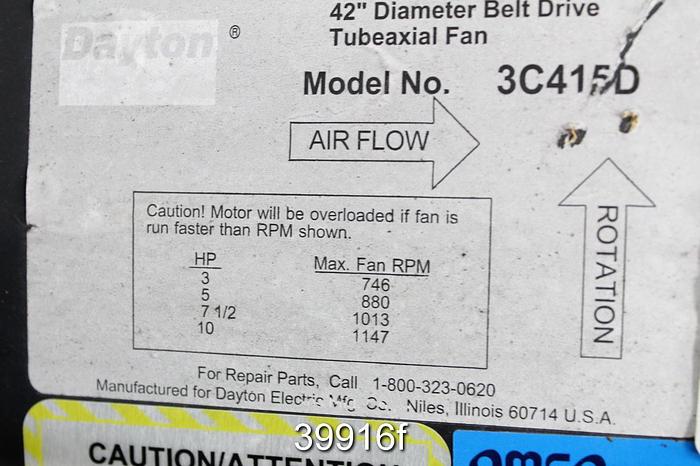 Dayton ®
42" Diameter Belt Drive
Tubeaxial Fan
Model No. 3C415D
AIR FLOW
ROTATION
Caution! Motor will be overloaded if fan is
run faster than RPM shown.
HP Max. Fan RPM
3 746
5 880
7 1/2 1013
10 1147
For Repair Parts, Call 1-800-323-0620
Manufactured for Dayton Electric Mfg. Co. Niles, Illinois 60714 U.S.A.
39916f
CAUTION/ATTENTION